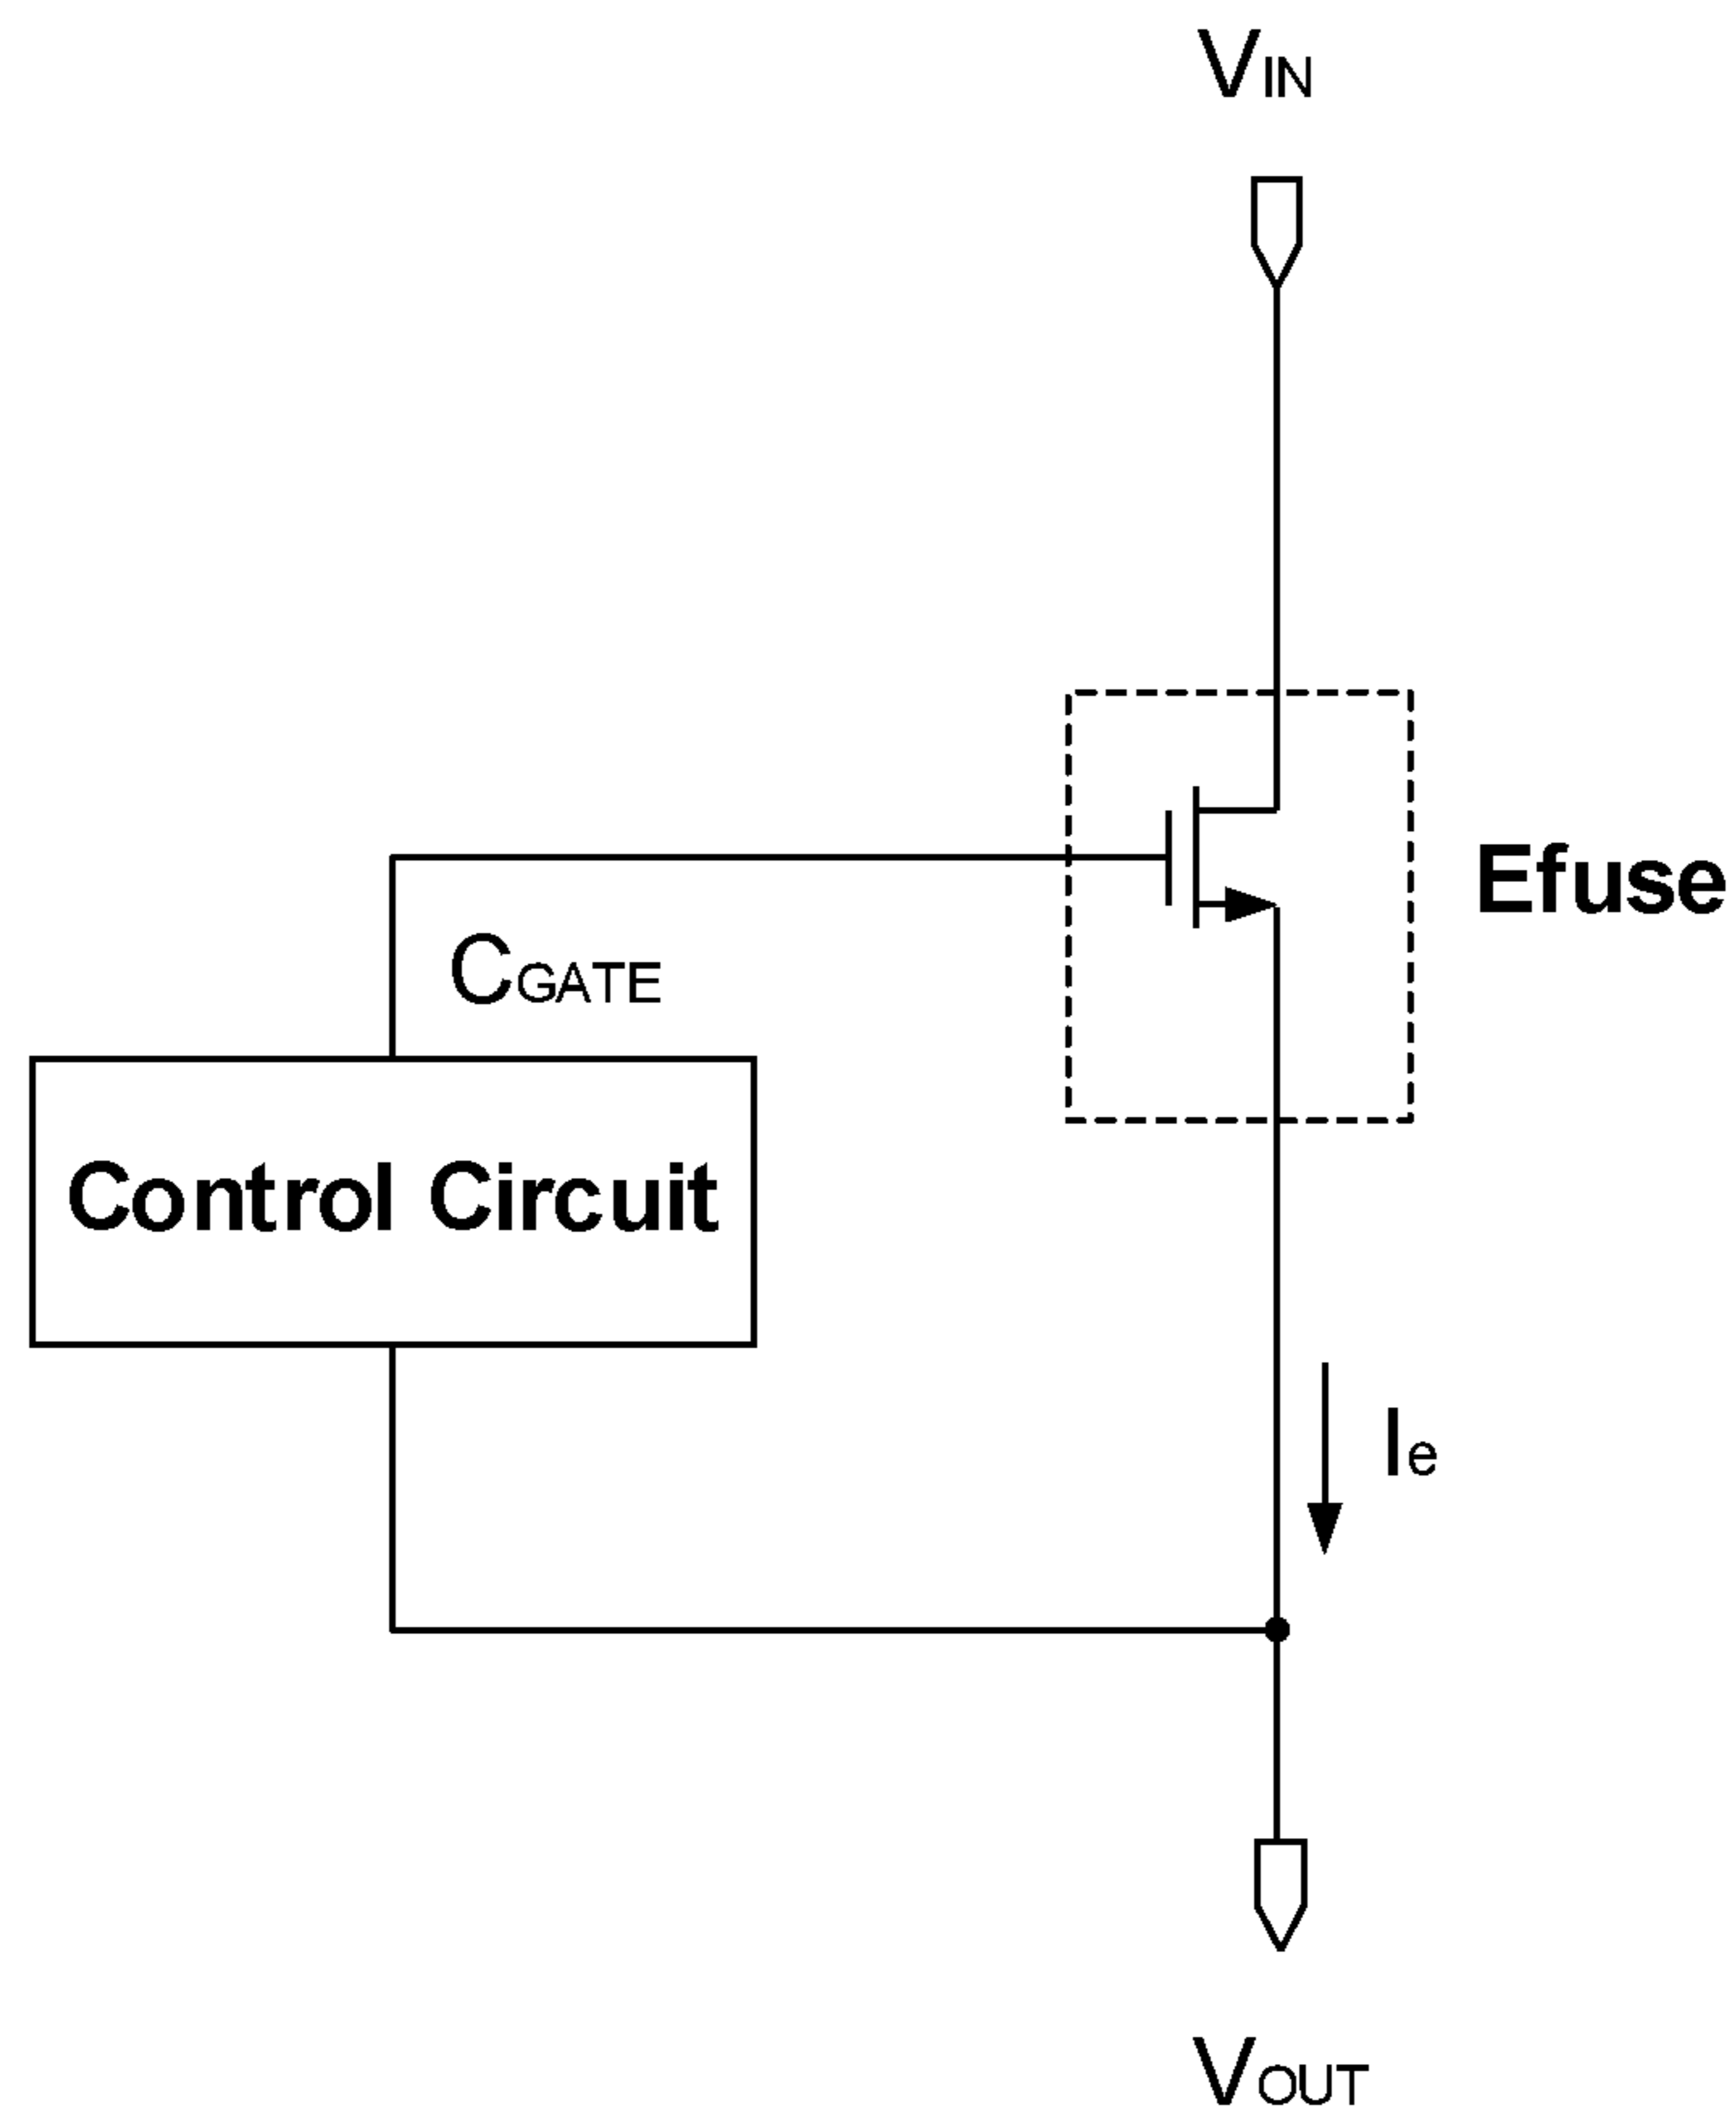 VIN
Efuse
CGATE
Control Circuit
Ie
VOUT